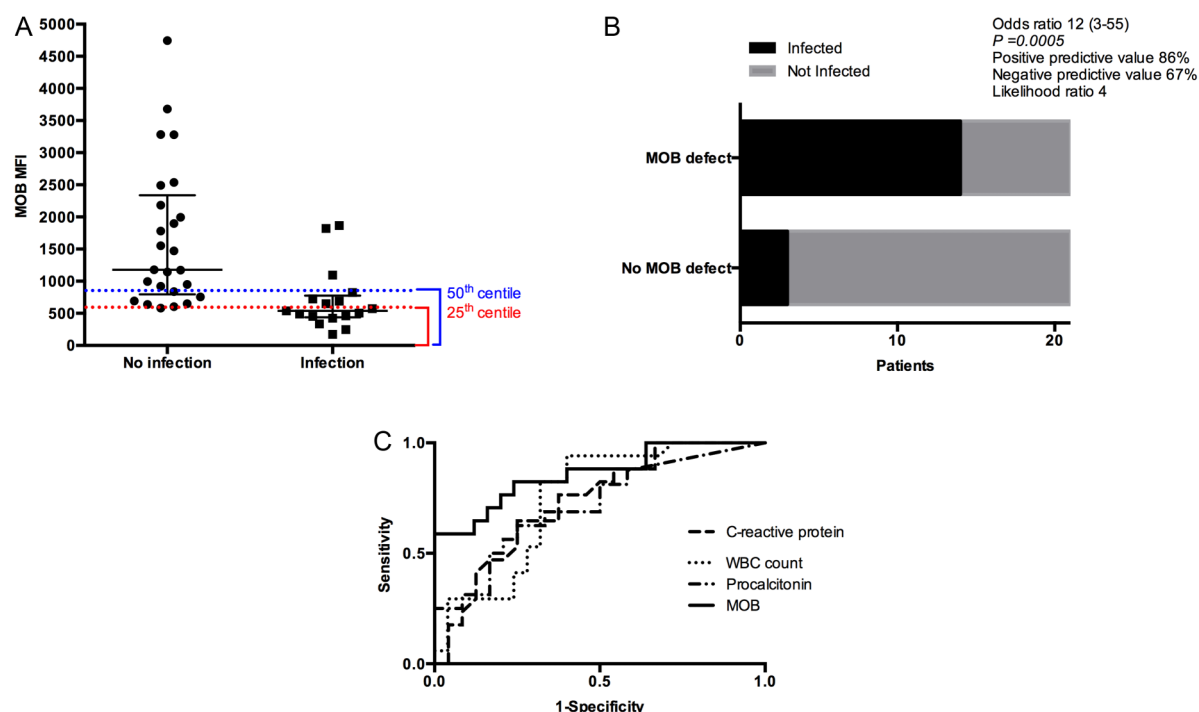 A
MOB MFI
5000
4500
4000
3500
3000
2500
2000
1500
1000
500
0
No infection
Infection
50th centile
25th centile
B
Infected
Not Infected
Odds ratio 12 (3-55)
P =0.0005
Positive predictive value 86%
Negative predictive value 67%
Likelihood ratio 4
MOB defect
No MOB defect
0
10
20
Patients
C
Sensitivity
1.0
0.5
0.0
0.0
0.5
1.0
1-Specificity
C-reactive protein
WBC count
Procalcitonin
MOB